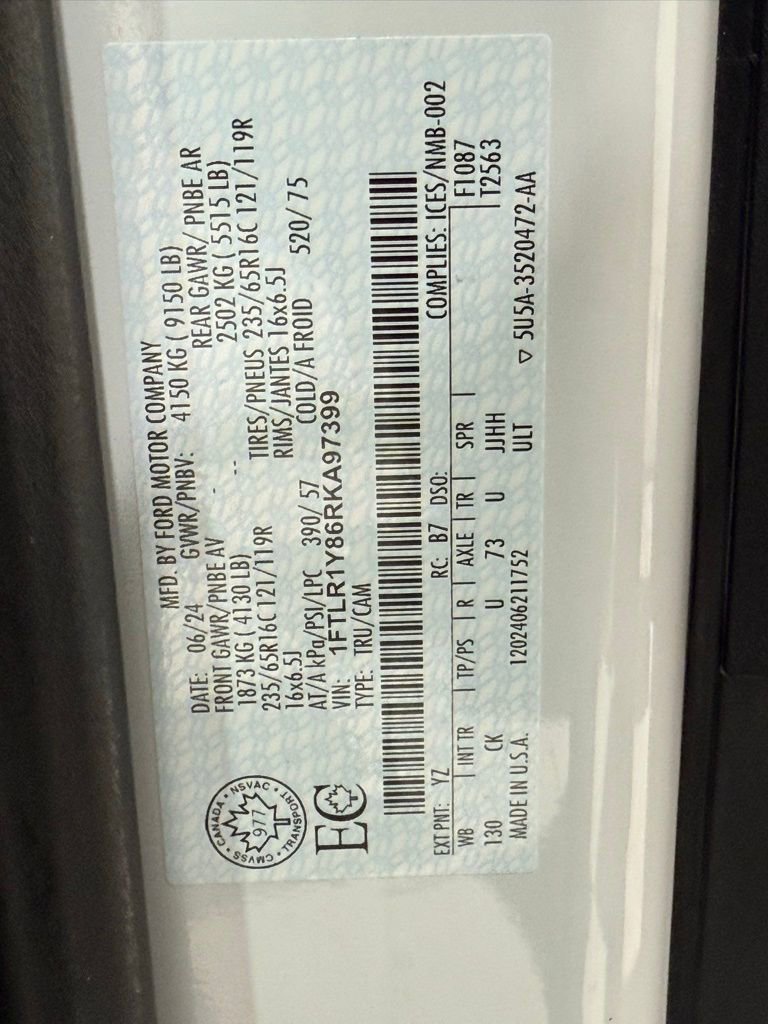 MFD. BY FORD MOTOR COMPANY
DATE: 06/24 GVWR/PNBV: 4150 KG ( 9150 LB)
FRONT GAWR/PNBE AV - REAR GAWR/ PNBE AR
1873 KG ( 4130 LB) -- 2502 KG ( 5515 LB)
235/65R16C 121/119R TIRES/PNEUS 235/65R16C 121/119R
16x6.5J RIMS/JANTES 16x6.5J
AT/A kPa/PSI/LPC 390/ 57 COLD/A FROID 520/ 75
VIN: 1FTLR1Y86RKA97399
TYPE: TRU/CAM
CANADA • NSVAC • TRANSPORT • CMVSS •
977
EC
EXT PNT: YZ RC: B7 DSO: COMPLIES: ICES/NMB-002
WB INT TR TP/PS R AXLE TR SPR F1087
T2563
130 CK U 73 U JJHH
MADE IN U.S.A. 1202406211752 ULT ▽ 5U5A-3520472-AA